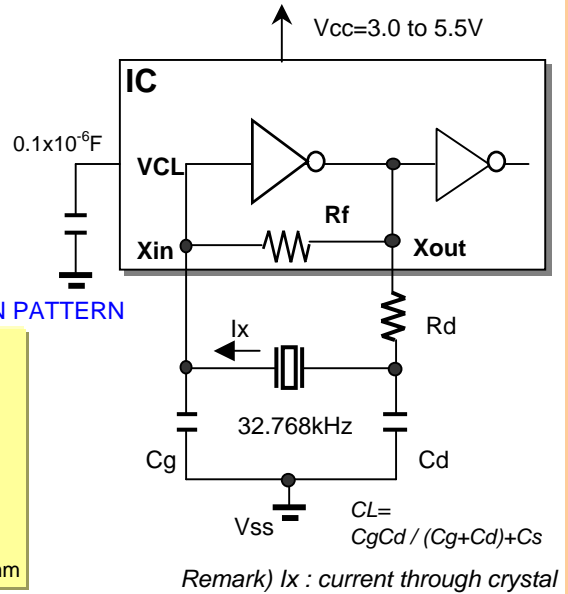 Vcc=3.0 to 5.5V
IC
0.1x10⁻⁶F
VCL
Rf
Xin
Xout
N PATTERN
Rd
Ix
32.768kHz
Cg
Cd
Vss
CL=
CgCd / (Cg+Cd)+Cs
am
Remark) Ix : current through crystal